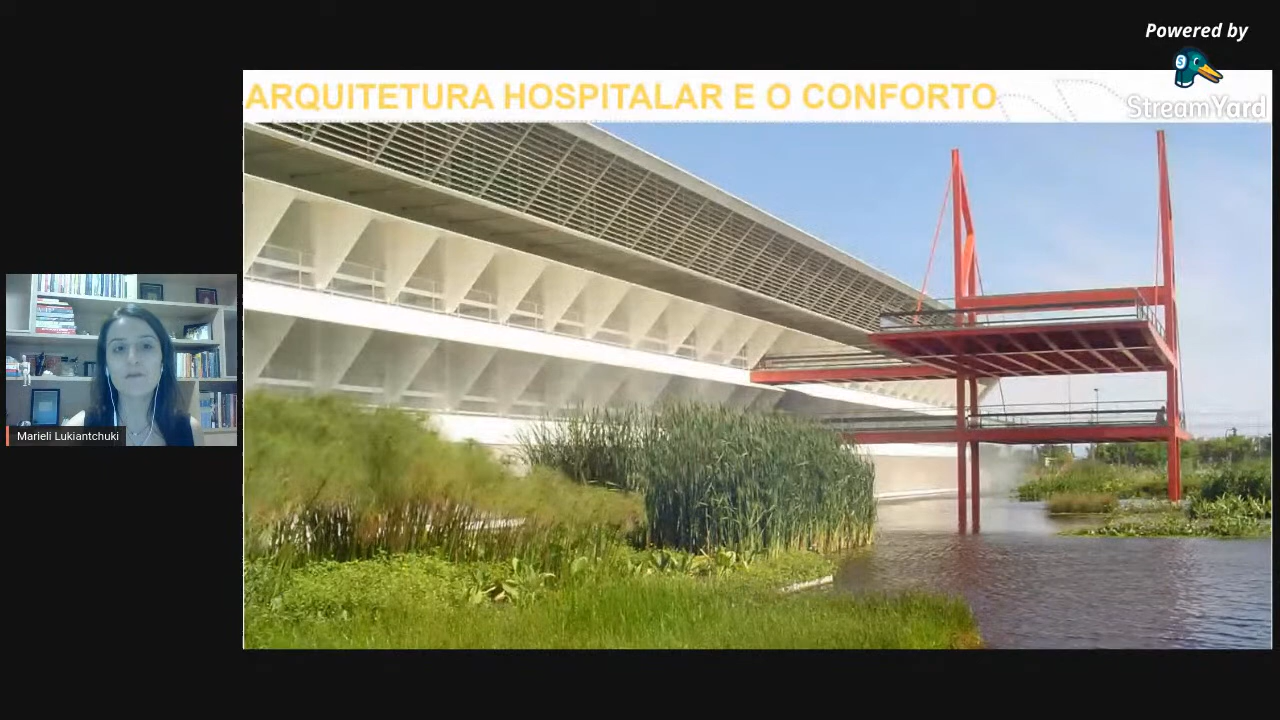 Powered by
StreamYard
ARQUITETURA HOSPITALAR E O CONFORTO
Marieli Lukiantchuki